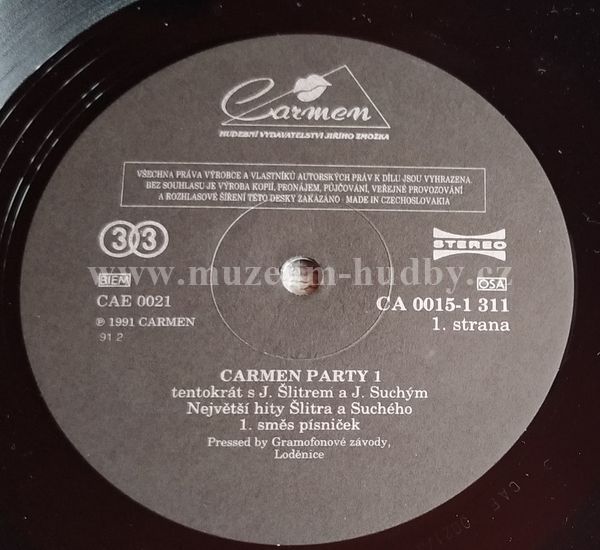 Carmen
HUDEBNÍ VYDAVATELSTVÍ JIŘÍHO ZMOŽKA
VŠECHNA PRÁVA VÝROBCE A VLASTNÍKŮ AUTORSKÝCH PRÁV K DÍLU JSOU VYHRAZENA.
BEZ SOUHLASU JE VÝROBA KOPIÍ, PRONÁJEM, PŮJČOVÁNÍ, VEŘEJNÉ PROVOZOVÁNÍ
A ROZHLASOVÉ ŠÍŘENÍ TÉTO DESKY ZAKÁZÁNO · MADE IN CZECHOSLOVAKIA
33
STEREO
www.muzeum-hudby.cz
BIEM
OSA
CAE 0021
CA 0015-1 311
℗ 1991 CARMEN
1. strana
91 2
CARMEN PARTY 1
tentokrát s J. Šlitrem a J. Suchým
Největší hity Šlitra a Suchého
1. směs písniček
Pressed by Gramofonové závody,
Loděnice